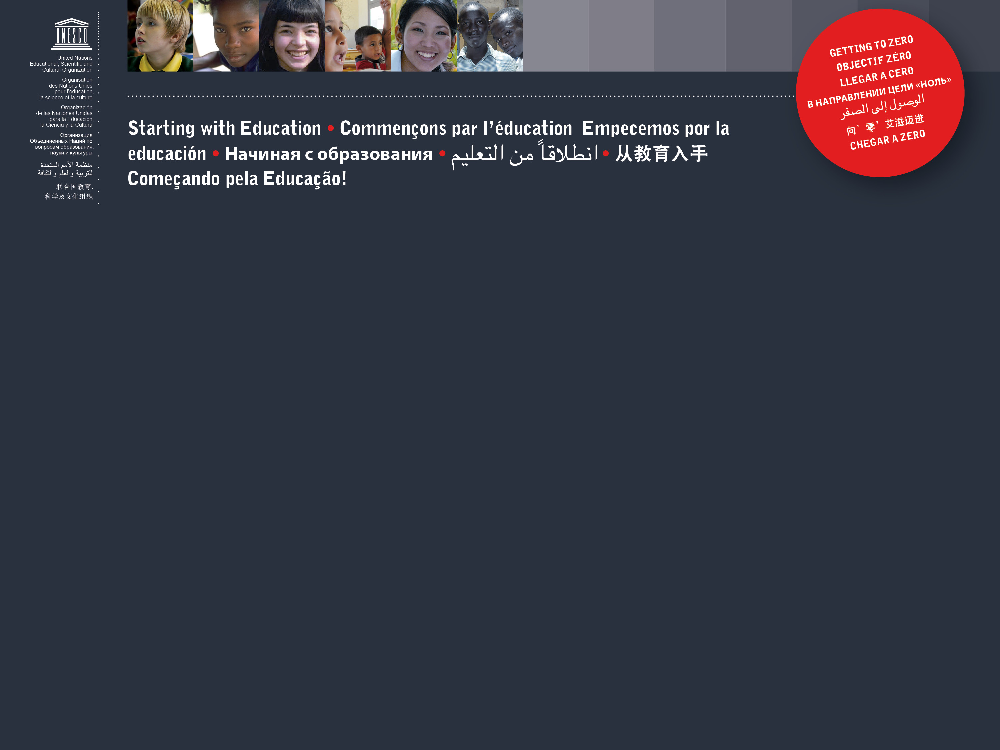 UNESCO
United Nations
Educational, Scientific and
Cultural Organization
Organisation
des Nations Unies
pour l'éducation,
la science et la culture
Organización
de las Naciones Unidas
para la Educación,
la Ciencia y la Cultura
Организация
Объединеннь х Наций по
вопросам образования,
науки и культуры
منظمة الأمم المتحدة
للتربية والعلم والثقافة
联合国教育、
科学及文化组织
Starting with Education • Commençons par l’éducation Empecemos por la
educación • Начиная с образования • انطلاقاً من التعليم • 从教育入手
Começando pela Educação!
GETTING TO ZERO
OBJECTIF ZÉRO
LLEGAR A CERO
В НАПРАВЛЕНИИ ЦЕЛИ «НОЛЬ»
الوصول إلى الصفر
向’零’艾滋迈进
CHEGAR A ZERO